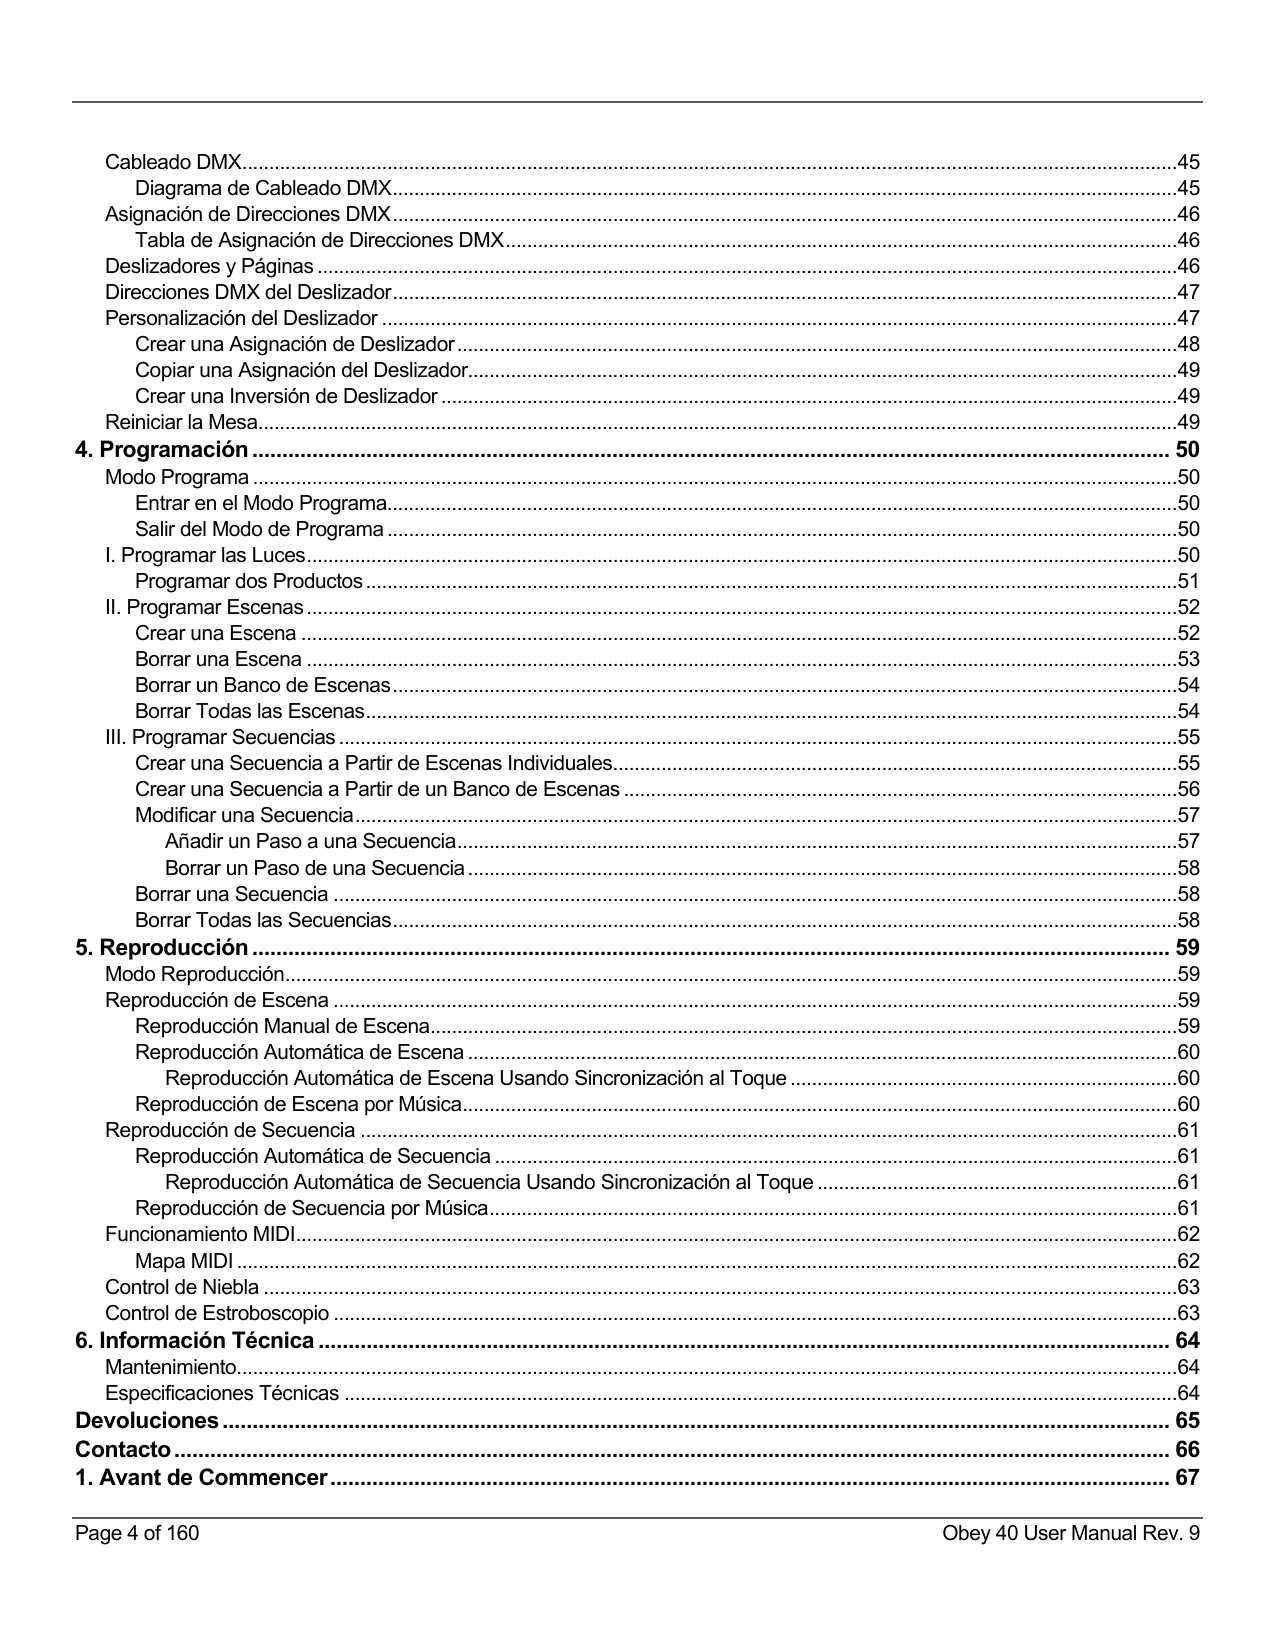 Cableado DMX....................45
Diagrama de Cableado DMX....................45
Asignación de Direcciones DMX....................46
Tabla de Asignación de Direcciones DMX....................46
Deslizadores y Páginas ....................46
Direcciones DMX del Deslizador....................47
Personalización del Deslizador ....................47
Crear una Asignación de Deslizador....................48
Copiar una Asignación del Deslizador....................49
Crear una Inversión de Deslizador ....................49
Reiniciar la Mesa....................49
4. Programación .................... 50
Modo Programa ....................50
Entrar en el Modo Programa....................50
Salir del Modo de Programa ....................50
I. Programar las Luces....................50
Programar dos Productos ....................51
II. Programar Escenas ....................52
Crear una Escena ....................52
Borrar una Escena ....................53
Borrar un Banco de Escenas....................54
Borrar Todas las Escenas....................54
III. Programar Secuencias ....................55
Crear una Secuencia a Partir de Escenas Individuales....................55
Crear una Secuencia a Partir de un Banco de Escenas ....................56
Modificar una Secuencia....................57
Añadir un Paso a una Secuencia....................57
Borrar un Paso de una Secuencia ....................58
Borrar una Secuencia ....................58
Borrar Todas las Secuencias....................58
5. Reproducción .................... 59
Modo Reproducción....................59
Reproducción de Escena ....................59
Reproducción Manual de Escena....................59
Reproducción Automática de Escena ....................60
Reproducción Automática de Escena Usando Sincronización al Toque ....................60
Reproducción de Escena por Música....................60
Reproducción de Secuencia ....................61
Reproducción Automática de Secuencia ....................61
Reproducción Automática de Secuencia Usando Sincronización al Toque ....................61
Reproducción de Secuencia por Música....................61
Funcionamiento MIDI....................62
Mapa MIDI ....................62
Control de Niebla ....................63
Control de Estroboscopio ....................63
6. Información Técnica .................... 64
Mantenimiento....................64
Especificaciones Técnicas ....................64
Devoluciones .................... 65
Contacto .................... 66
1. Avant de Commencer .................... 67
Page 4 of 160
Obey 40 User Manual Rev. 9